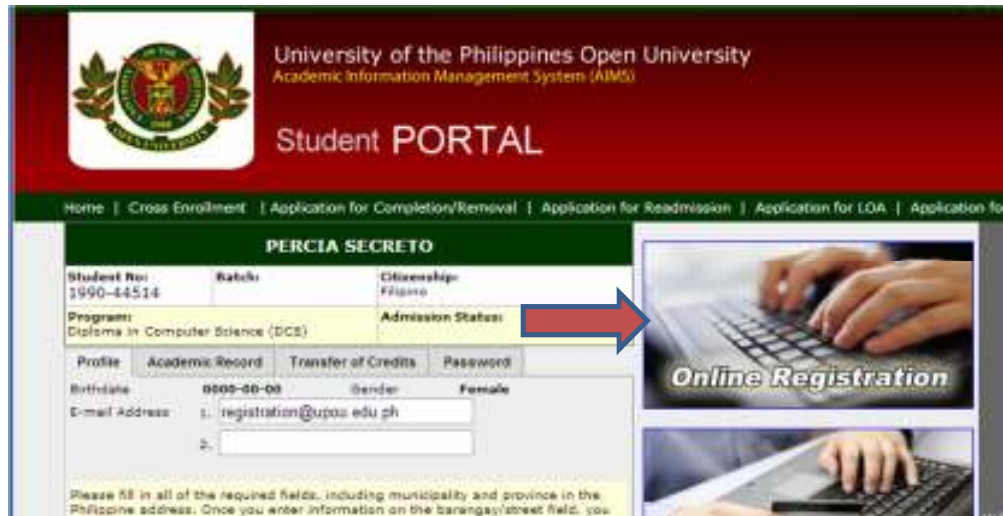 University of the Philippines Open University
Academic Information Management System (AIMS)
Student PORTAL
Home | Cross Enrollment | Application for Completion/Removal | Application for Readmission | Application for LOA | Application fo
PERCIA SECRETO
Student No: Batch: Citizenship:
1990-44514 Filipino
Program: Admission Status:
Diploma in Computer Science (DCS)
Profile Academic Record Transfer of Credits Password
Birthdate 0000-00-00 Gender Female
E-mail Address 1. registration@upou.edu.ph
2.
Online Registration
Please fill in all of the required fields, including municipality and province in the
Philippine address. Once you enter information on the barangay/street field, you